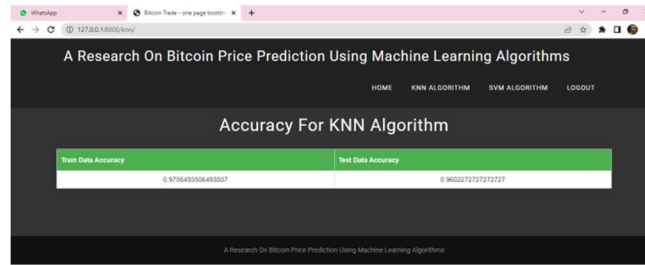 WhatsApp
Bitcoin Trade - one page bootstr
127.0.0.1:8000/knn/
A Research On Bitcoin Price Prediction Using Machine Learning Algorithms
HOME KNN ALGORITHM SVM ALGORITHM LOGOUT
Accuracy For KNN Algorithm
Train Data Accuracy Test Data Accuracy
0.9756493506493507 0.9602272727272727
A Research On Bitcoin Price Prediction Using Machine Learning Algorithms